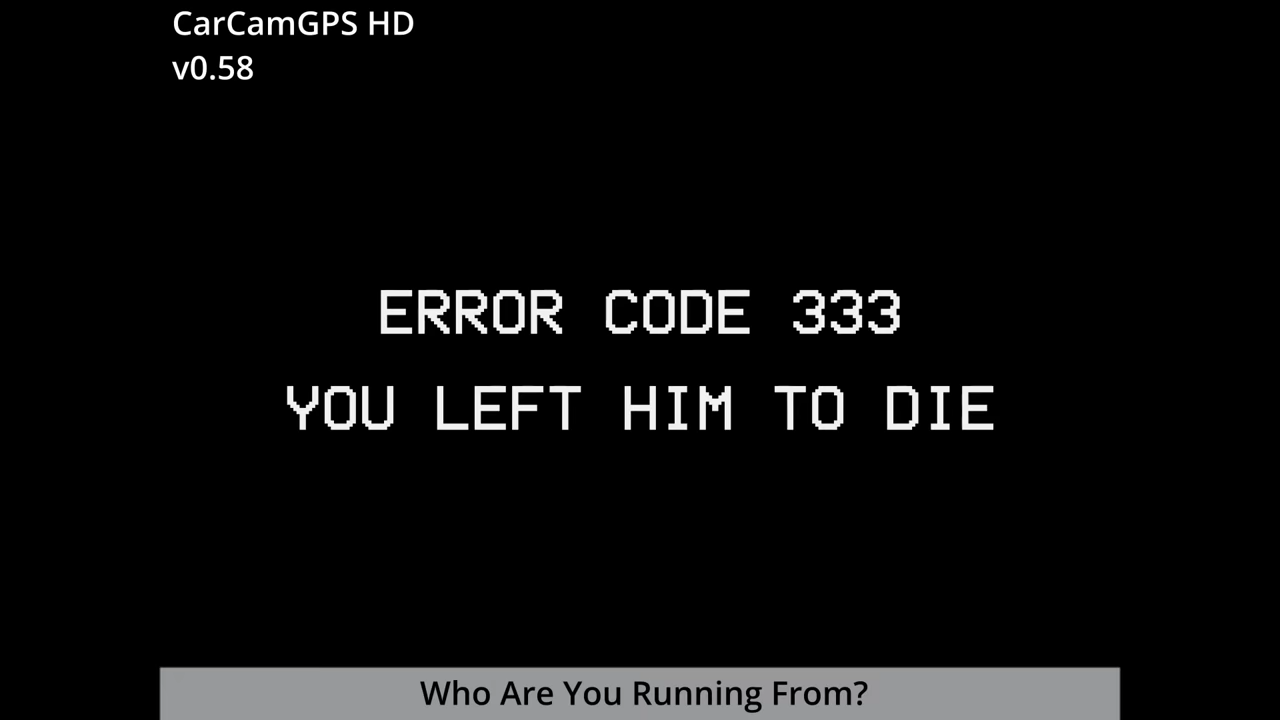 CarCamGPS HD
v0.58
ERROR CODE 333
YOU LEFT HIM TO DIE
Who Are You Running From?